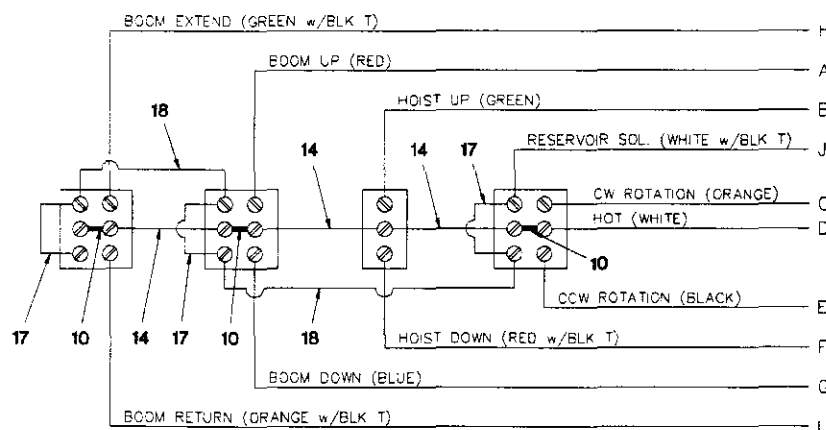 BOOM EXTEND (GREEN w/BLK T)
BOOM UP (RED) A
HOIST UP (GREEN)
18
RESERVOIR SOL. (WHITE w/BLK T) J
14 14 17
CW ROTATION (ORANGE)
HOT (WHITE) D
10
CCW ROTATION (BLACK) E
17 10 14 17 10 18
HOIST DOWN (RED w/BLK T) F
BOOM DOWN (BLUE) G
BOOM RETURN (ORANGE w/BLK T)